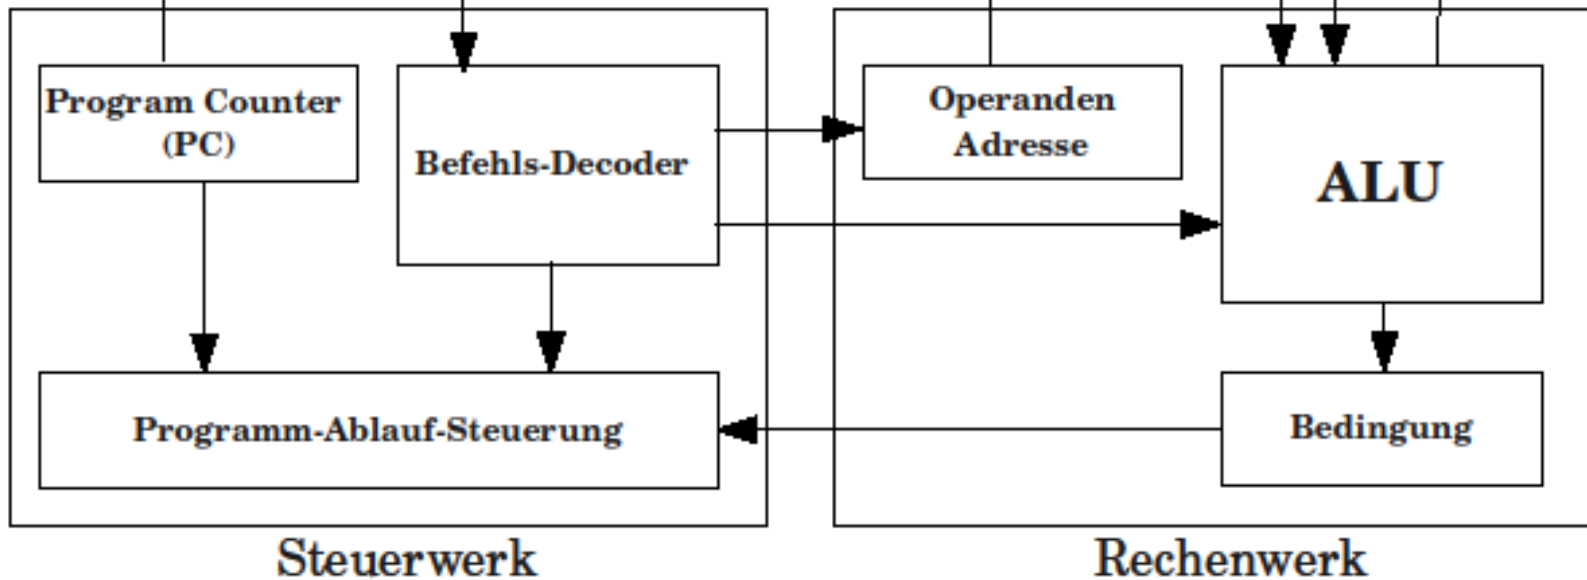 Program Counter
(PC)
Befehls-Decoder
Operanden
Adresse
ALU
Programm-Ablauf-Steuerung
Bedingung
Steuerwerk
Rechenwerk